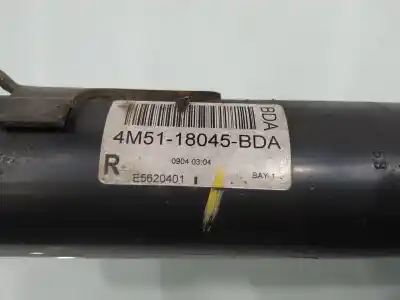 4M51-18045-BDA
BDA
R
0904 03:04
E5620401 I
BAY 1